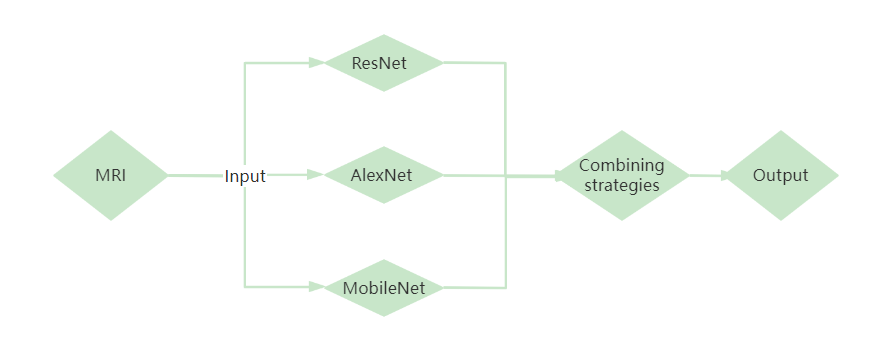 MRI
Input
ResNet
AlexNet
MobileNet
Combining
strategies
Output